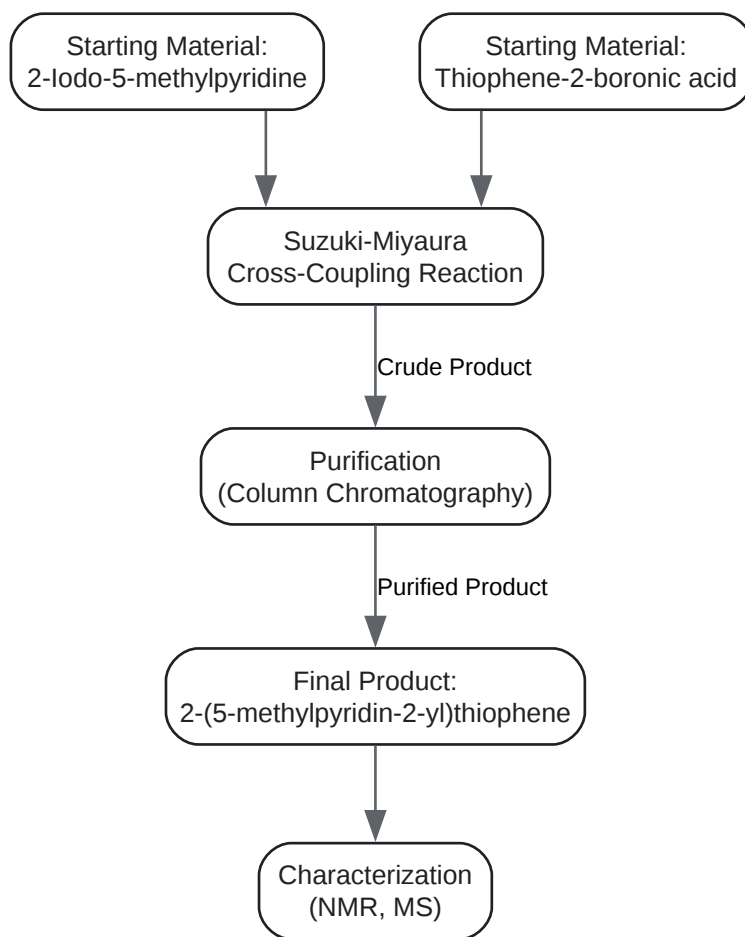 Starting Material:
2-Iodo-5-methylpyridine
Starting Material:
Thiophene-2-boronic acid
Suzuki-Miyaura
Cross-Coupling Reaction
Crude Product
Purification
(Column Chromatography)
Purified Product
Final Product:
2-(5-methylpyridin-2-yl)thiophene
Characterization
(NMR, MS)